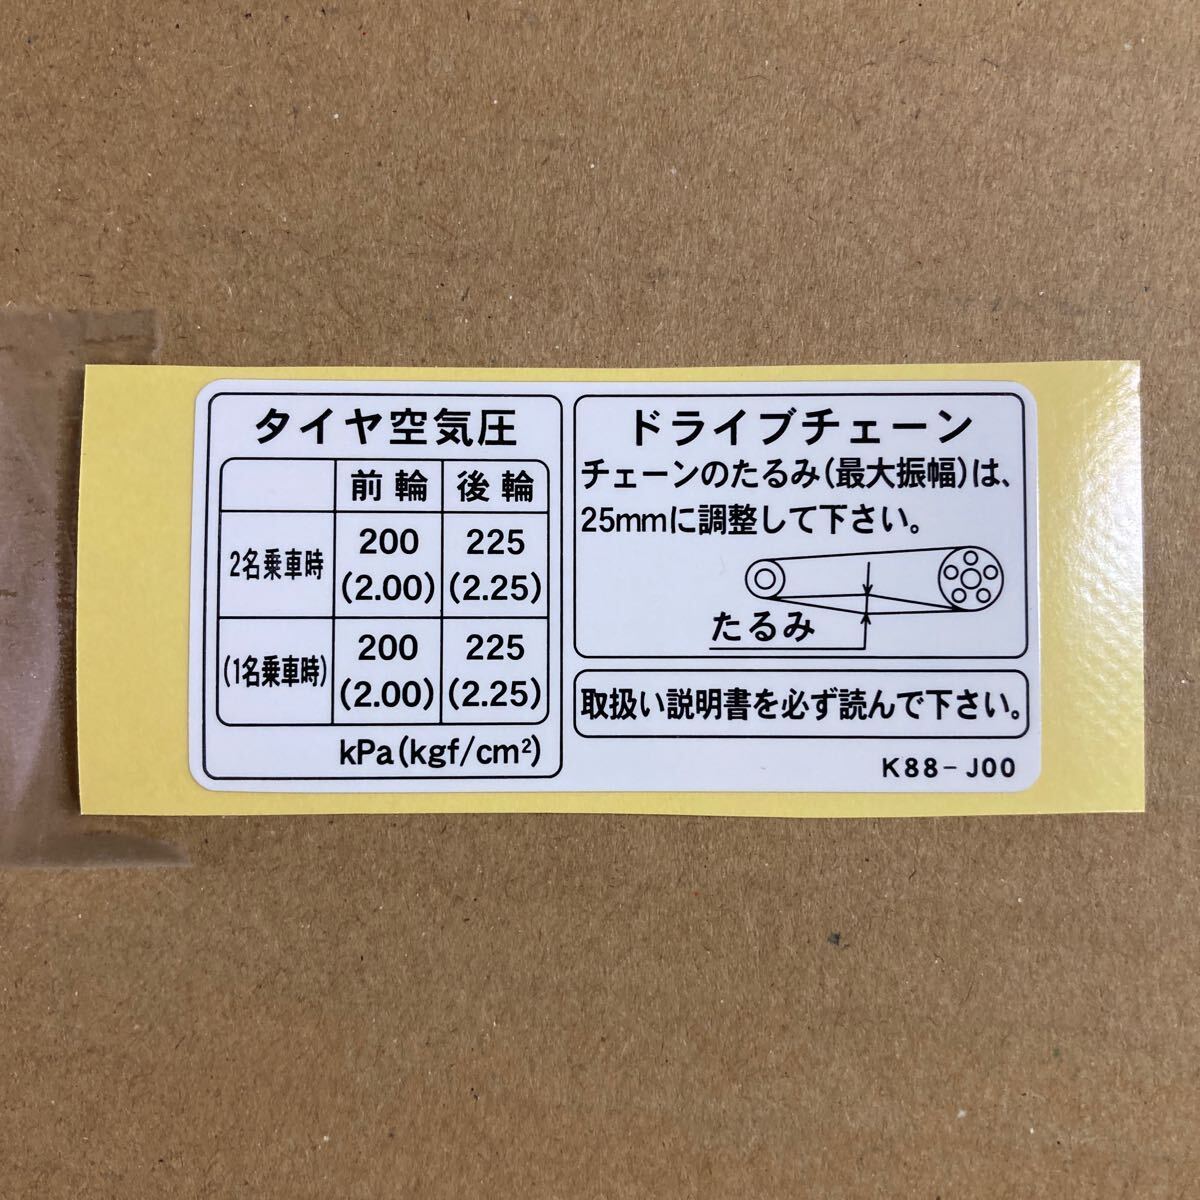 タイヤ空気圧
前輪 後輪
2名乗車時 200 225
(2.00) (2.25)
(1名乗車時) 200 225
(2.00) (2.25)
kPa(kgf/cm²)
ドライブチェーン
チェーンのたるみ(最大振幅)は、
25mmに調整して下さい。
たるみ
取扱い説明書を必ず読んで下さい。
K88-J00